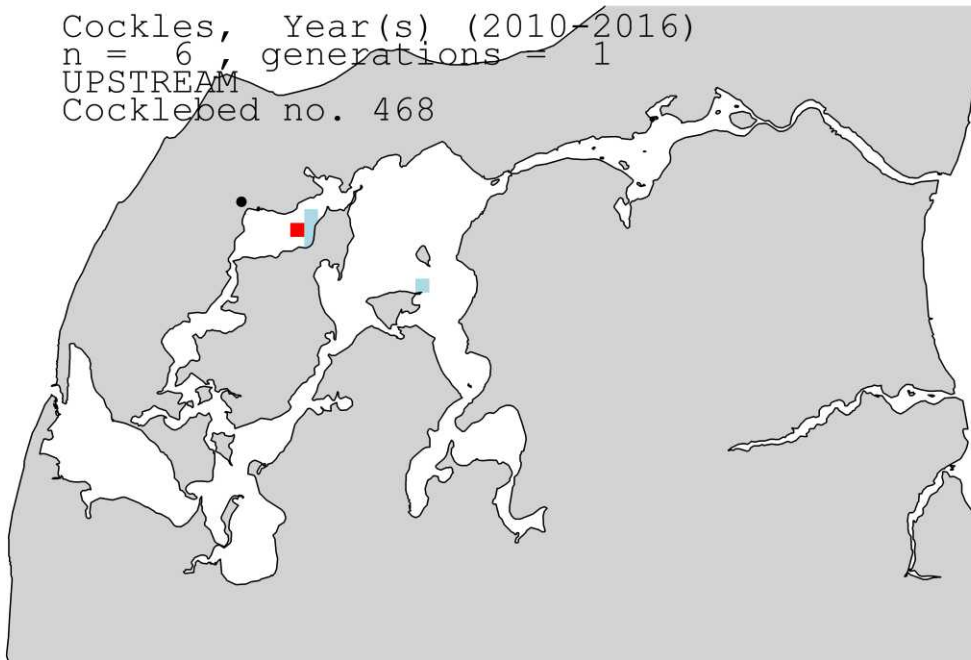 Cockles, Year(s) (2010-2016)
n = 6 , generations = 1
UPSTREAM
Cocklebed no. 468